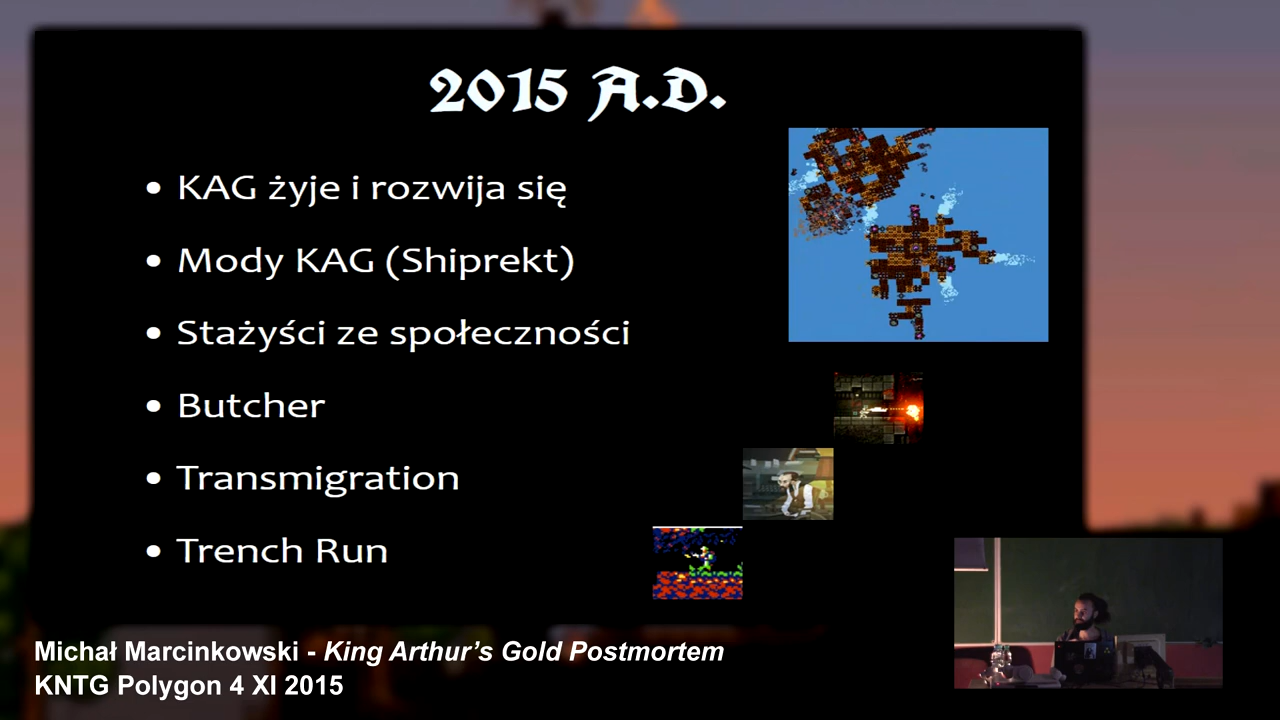 2015 A.D.
• KAG żyje i rozwija się
• Mody KAG (Shiprekt)
• Stażyści ze społeczności
• Butcher
• Transmigration
• Trench Run
Michał Marcinkowski - King Arthur's Gold Postmortem
KNTG Polygon 4 XI 2015